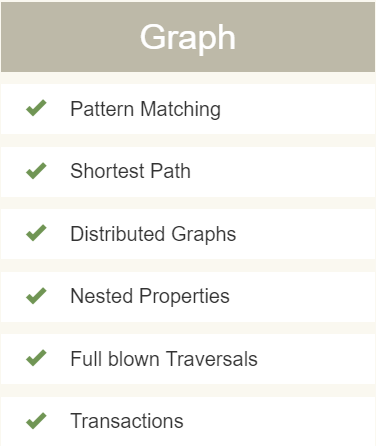 Graph
Pattern Matching
Shortest Path
Distributed Graphs
Nested Properties
Full blown Traversals
Transactions